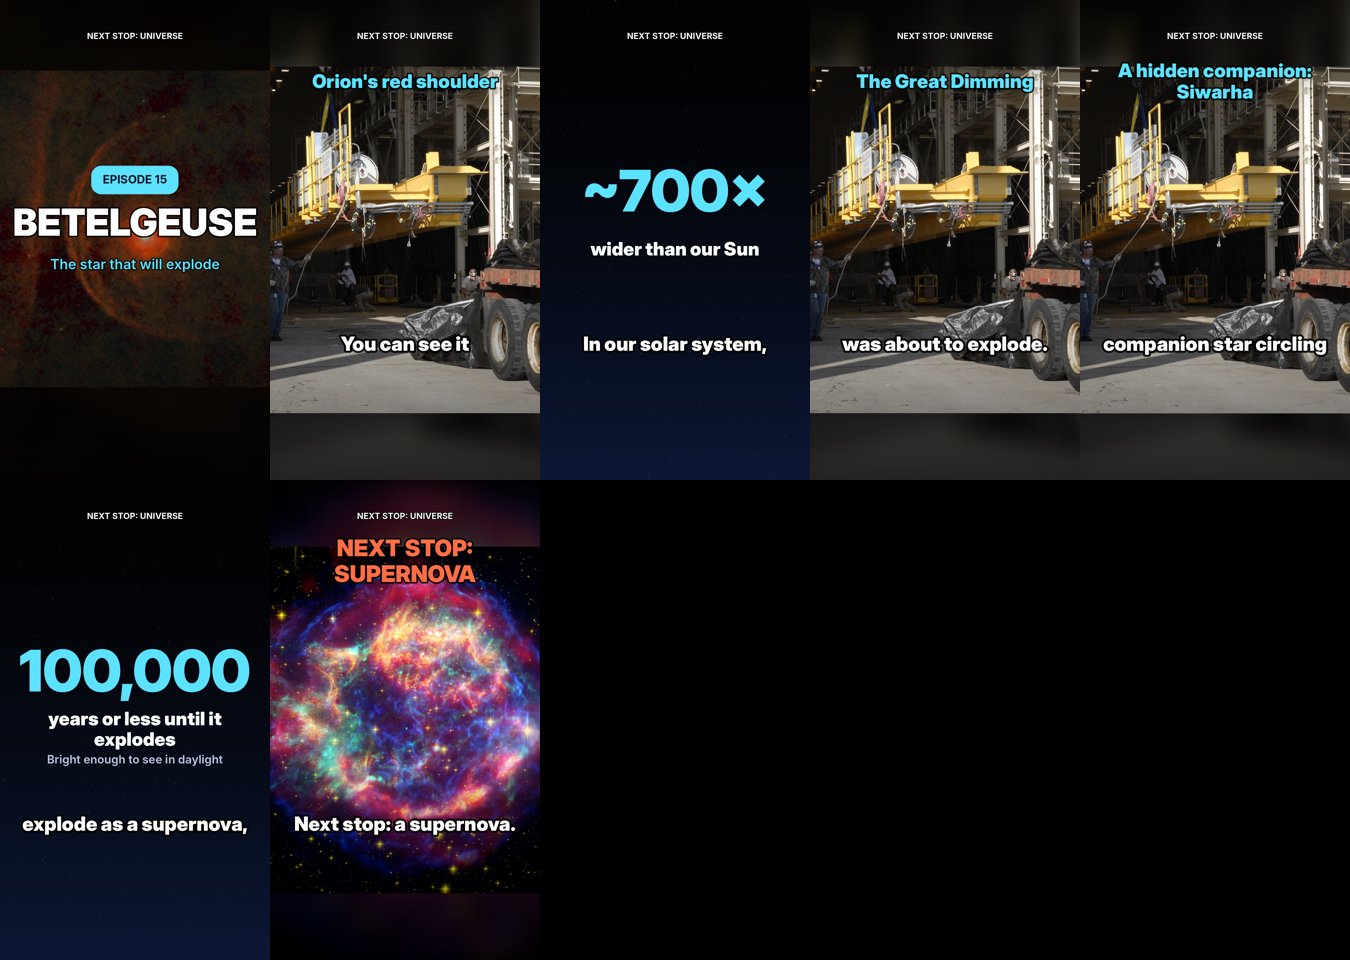 NEXT STOP: UNIVERSE
EPISODE 15
BETELGEUSE
The star that will explode
NEXT STOP: UNIVERSE
Orion's red shoulder
You can see it
NEXT STOP: UNIVERSE
~700×
wider than our Sun
In our solar system,
NEXT STOP: UNIVERSE
The Great Dimming
was about to explode.
NEXT STOP: UNIVERSE
A hidden companion:
Siwarha
companion star circling
NEXT STOP: UNIVERSE
100,000
years or less until it
explodes
Bright enough to see in daylight
explode as a supernova,
NEXT STOP: UNIVERSE
NEXT STOP:
SUPERNOVA
Next stop: a supernova.